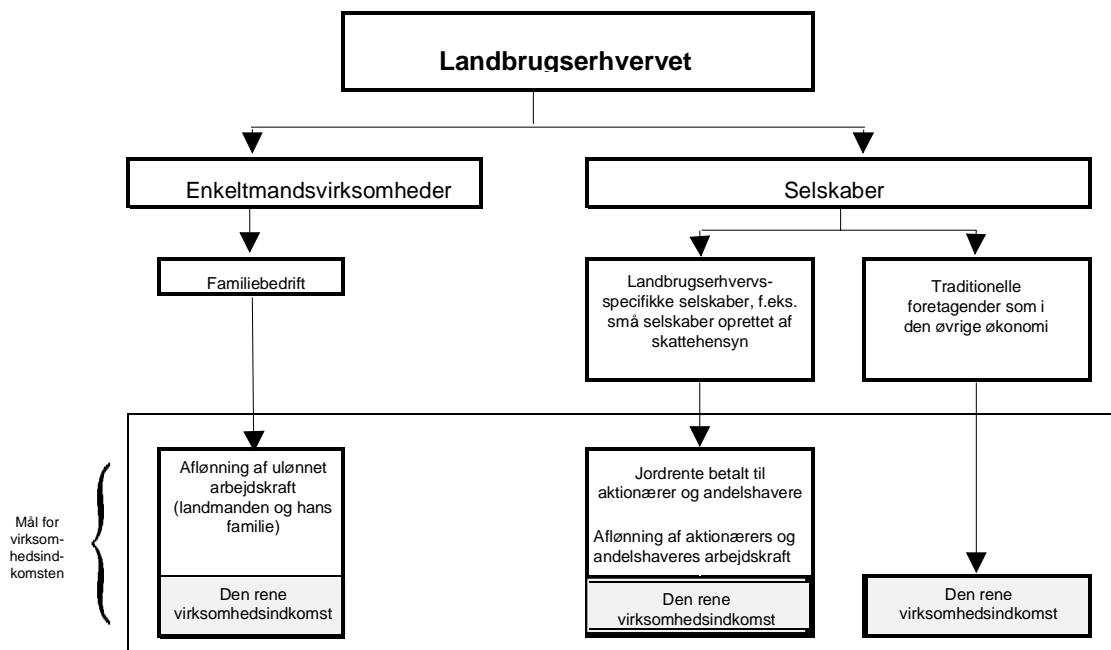 Landbrugserhvervet
Enkeltmandsvirksomheder
Selskaber
Familiebedrift
Landbrugserhvervs-
specifikke selskaber, f.eks.
små selskaber oprettet af
skattehensyn
Traditionelle
foretagender som i
den øvrige økonomi
Mål for
virksom-
hedsind-
komsten
Aflønning af ulønnet
arbejdskraft
(landmanden og hans
familie)
Den rene
virksomhedsindkomst
Jordrente betalt til
aktionærer og andelshavere
Aflønning af aktionærers og
andelshaveres arbejdskraft
Den rene
virksomhedsindkomst
Den rene
virksomhedsindkomst